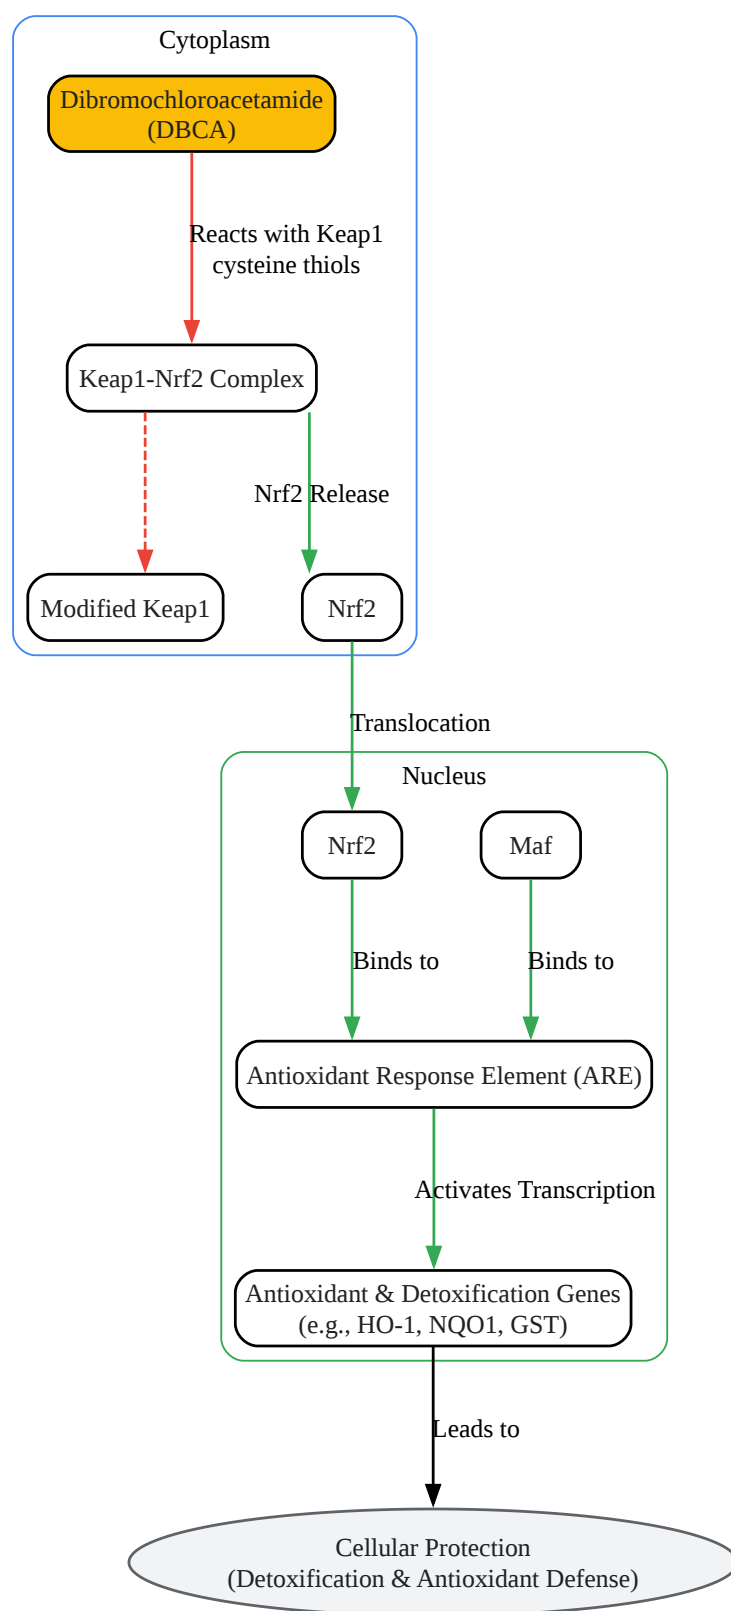 Cytoplasm
Dibromochloroacetamide
(DBCA)
Reacts with Keap1
cysteine thiols
Keap1-Nrf2 Complex
Nrf2 Release
Modified Keap1
Nrf2
Translocation
Nucleus
Nrf2
Maf
Binds to
Binds to
Antioxidant Response Element (ARE)
Activates Transcription
Antioxidant & Detoxification Genes
(e.g., HO-1, NQO1, GST)
Leads to
Cellular Protection
(Detoxification & Antioxidant Defense)